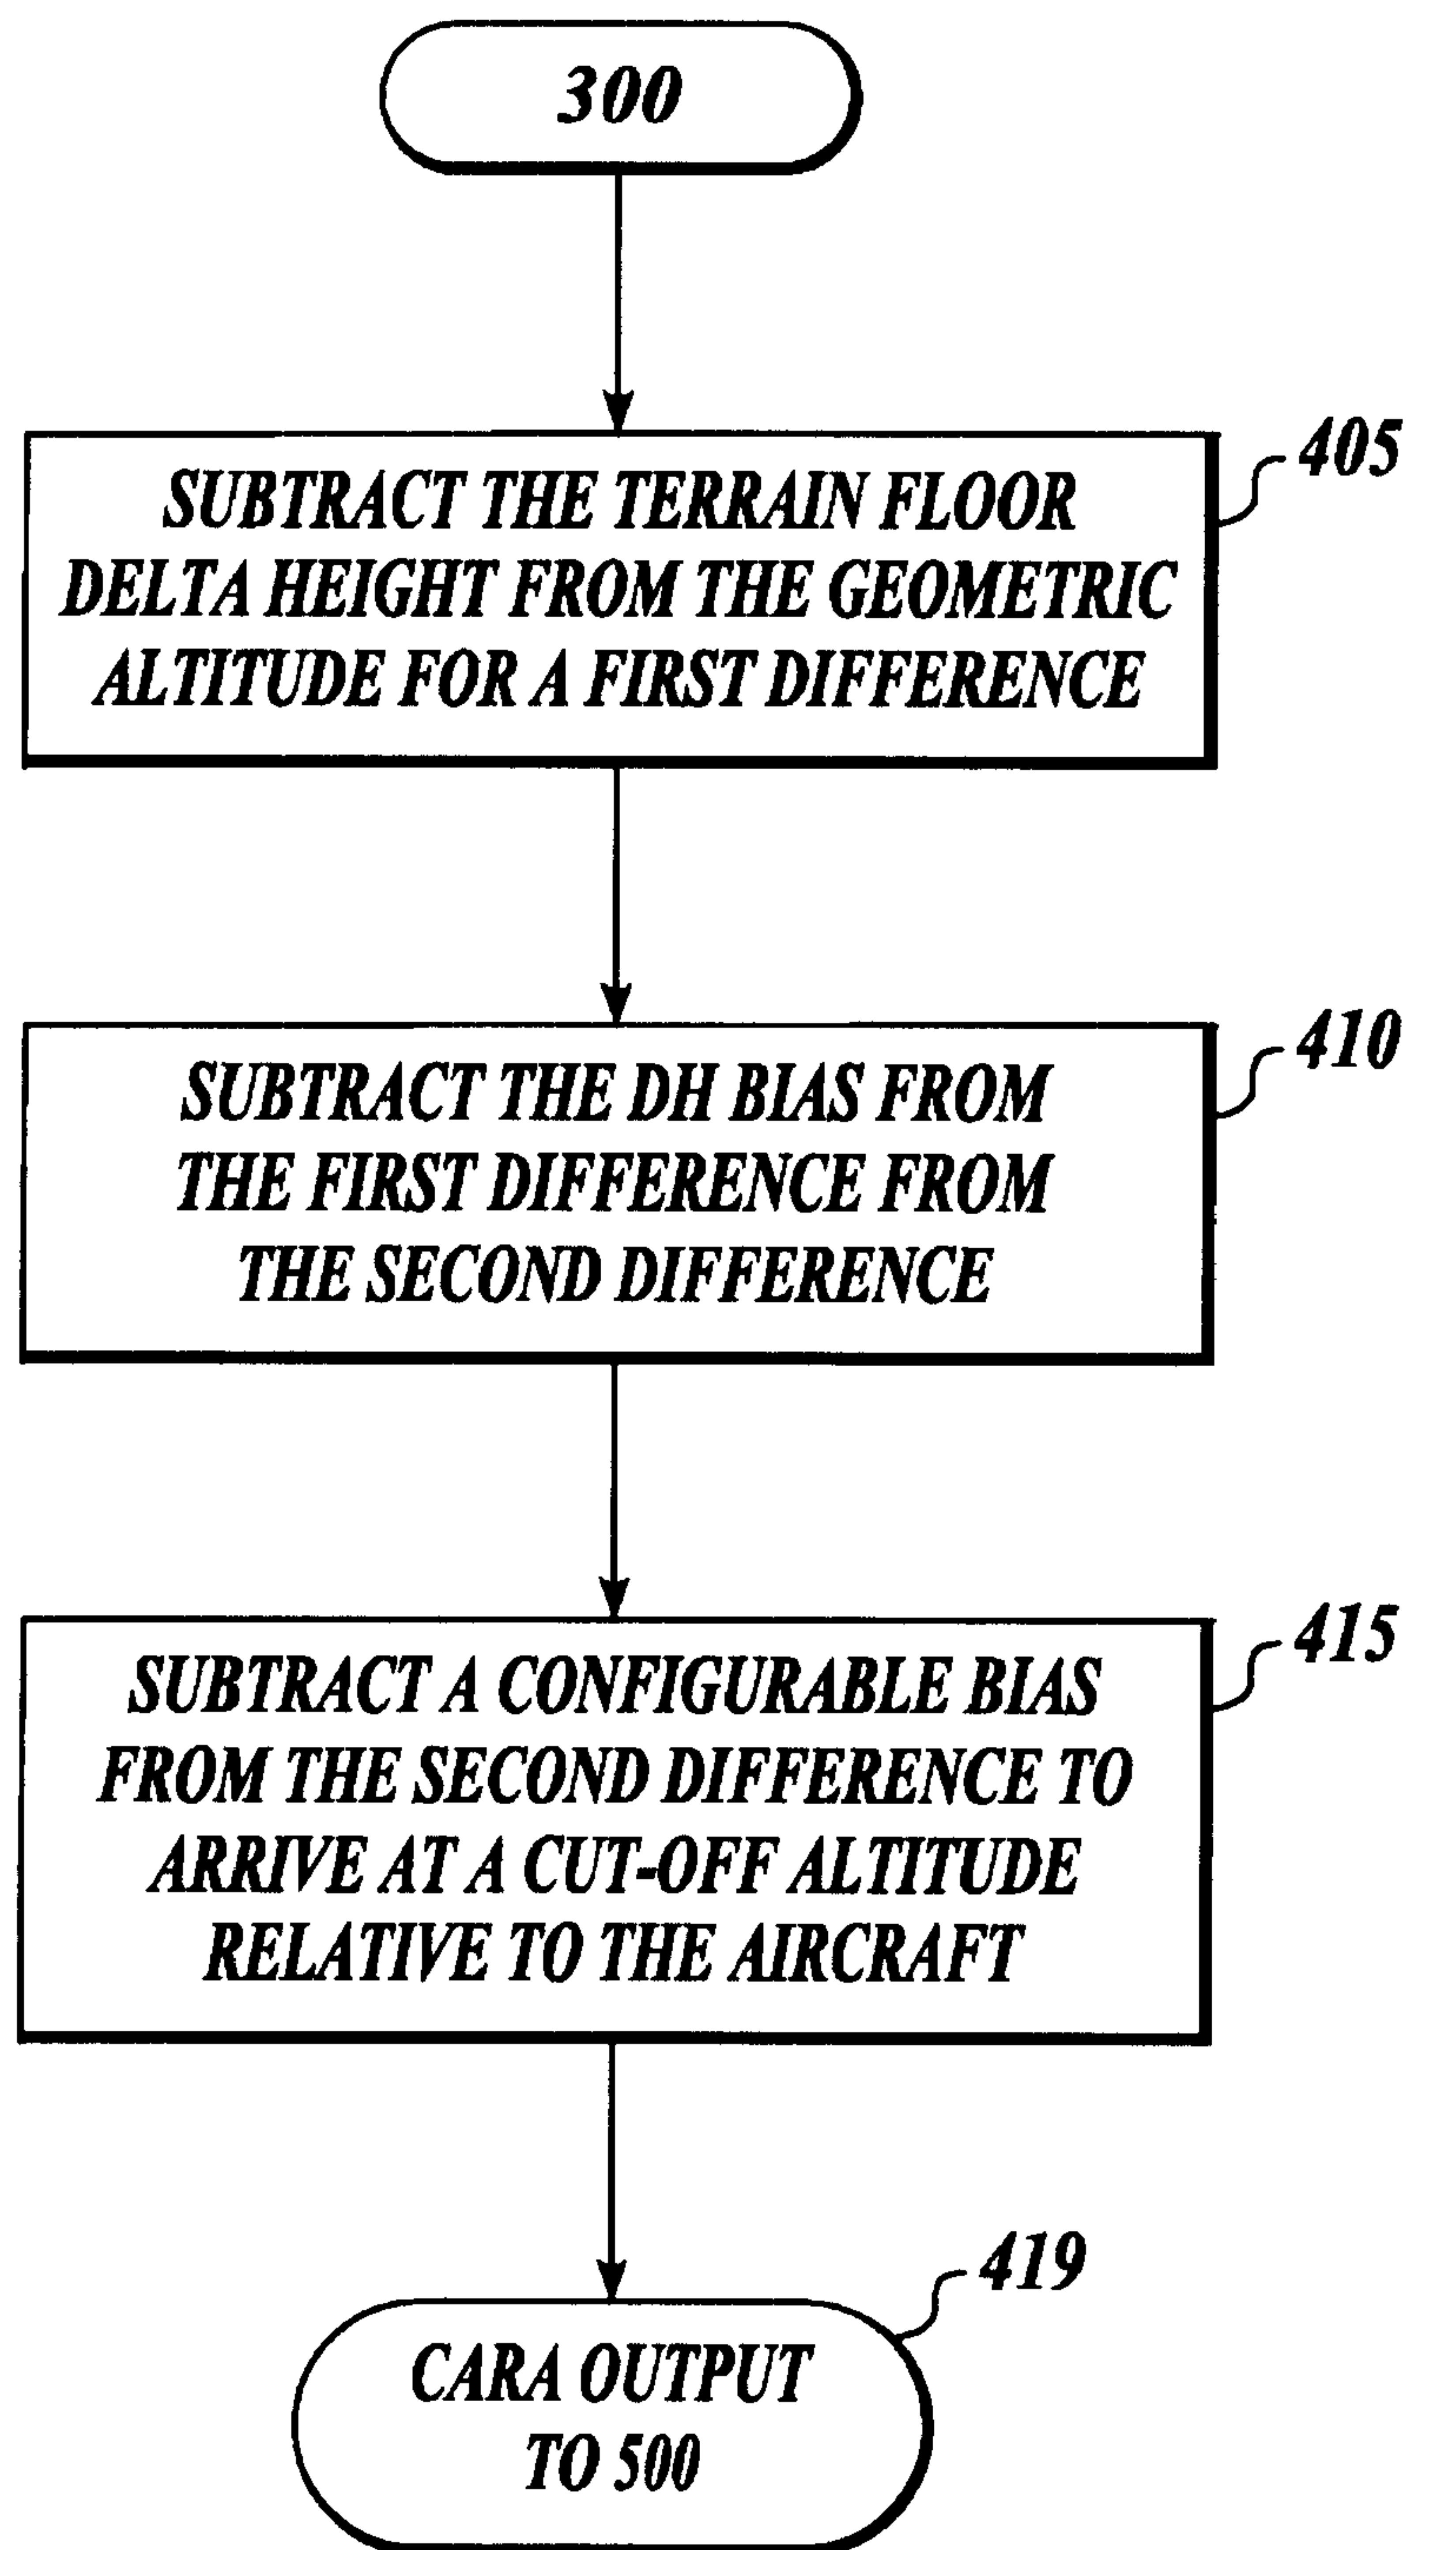 300
405
SUBTRACT THE TERRAIN FLOOR
DELTA HEIGHT FROM THE GEOMETRIC
ALTITUDE FOR A FIRST DIFFERENCE
410
SUBTRACT THE DH BIAS FROM
THE FIRST DIFFERENCE FROM
THE SECOND DIFFERENCE
415
SUBTRACT A CONFIGURABLE BIAS
FROM THE SECOND DIFFERENCE TO
ARRIVE AT A CUT-OFF ALTITUDE
RELATIVE TO THE AIRCRAFT
419
CARA OUTPUT
TO 500